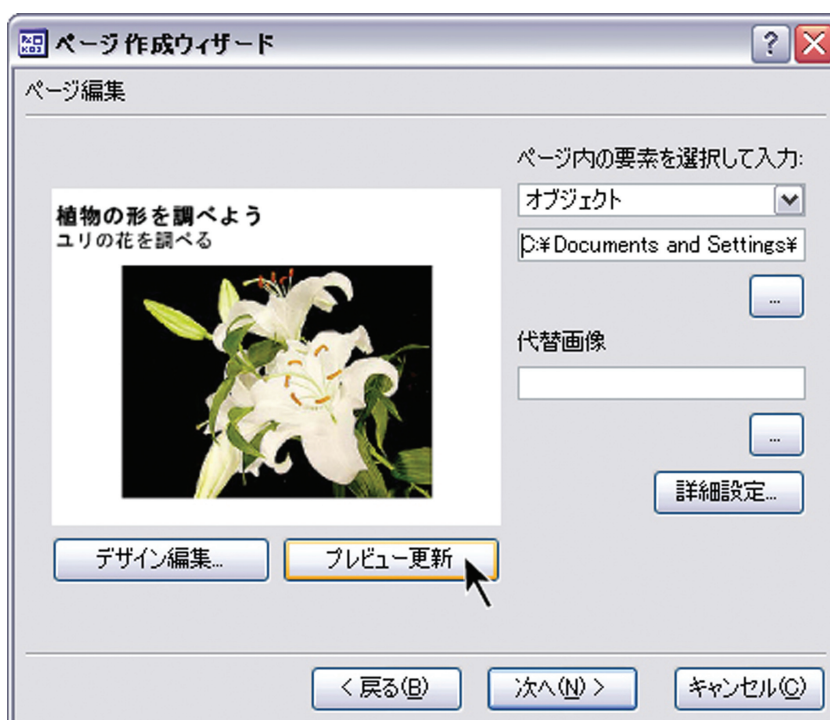 ページ作成ウィザード
ページ編集
ページ内の要素を選択して入力:
オブジェクト
C:¥Documents and Settings¥
...
代替画像
...
詳細設定...
植物の形を調べよう
ユリの花を調べる
デザイン編集...
プレビュー更新
< 戻る(B)
次へ(N) >
キャンセル(C)